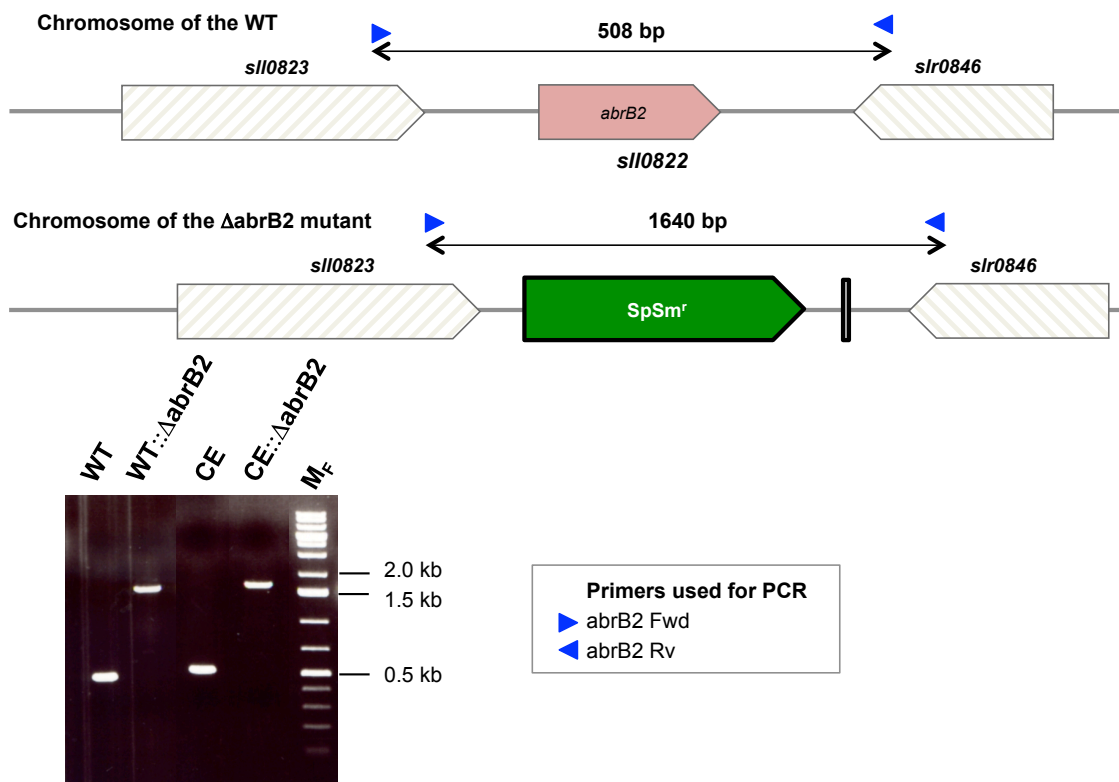 Chromosome of the WT
508 bp
sll0823
slr0846
abrB2
sll0822
Chromosome of the ΔabrB2 mutant
1640 bp
sll0823
slr0846
SpSmʳ
WT
WT::ΔabrB2
CE
CE::ΔabrB2
M_F
2.0 kb
1.5 kb
0.5 kb
Primers used for PCR
abrB2 Fwd
abrB2 Rv